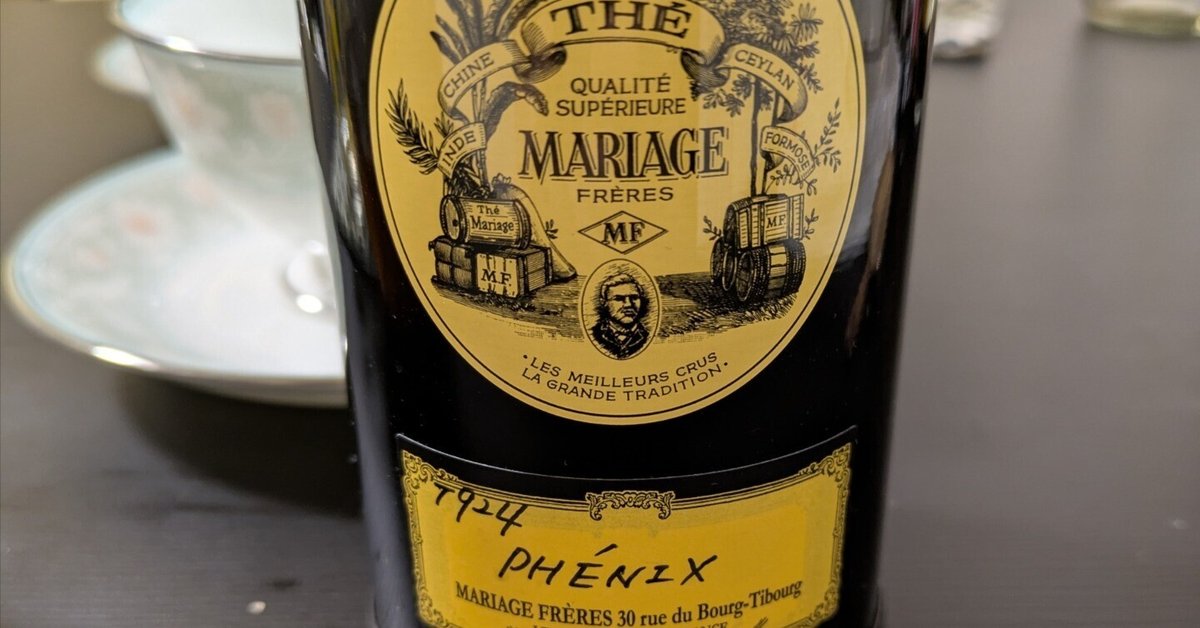 THÉ
CHINE
CEYLAN
QUALITÉ
SUPÉRIEURE
INDE
MARIAGE
FORMOSE
FRÈRES
Thé
Mariage
MF
MF
M.F
·LES MEILLEURS CRUS
LA GRANDE TRADITION·
T924
PHÉNIX
MARIAGE FRÈRES 30 rue du Bourg-Tibourg